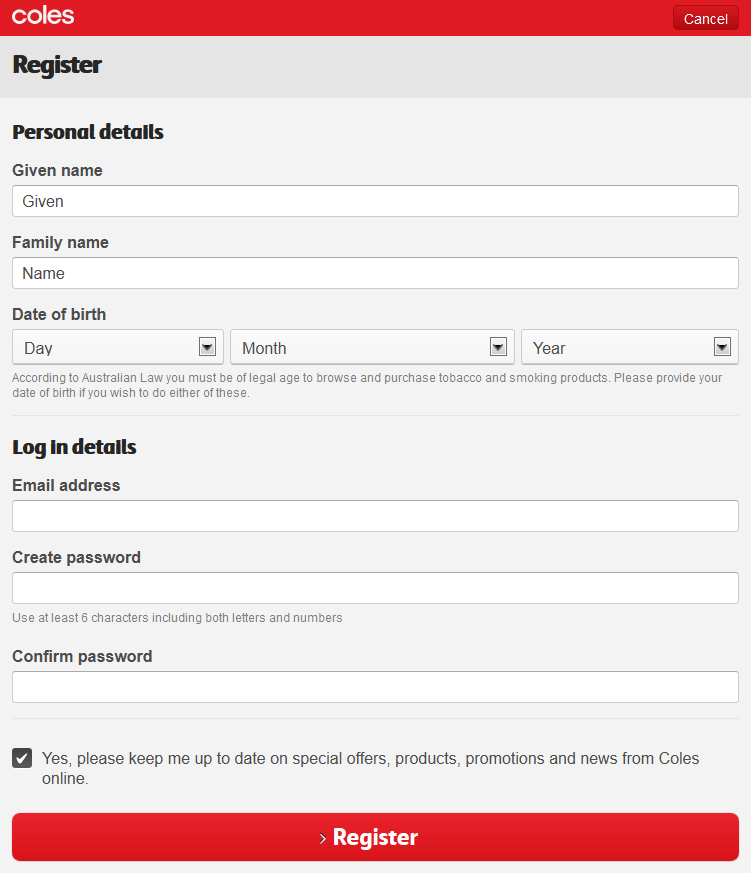 coles
Cancel
Register
Personal details
Given name
Given
Family name
Name
Date of birth
Day Month Year
According to Australian Law you must be of legal age to browse and purchase tobacco and smoking products. Please provide your
date of birth if you wish to do either of these.
Log in details
Email address
Create password
Use at least 6 characters including both letters and numbers
Confirm password
Yes, please keep me up to date on special offers, products, promotions and news from Coles
online.
› Register